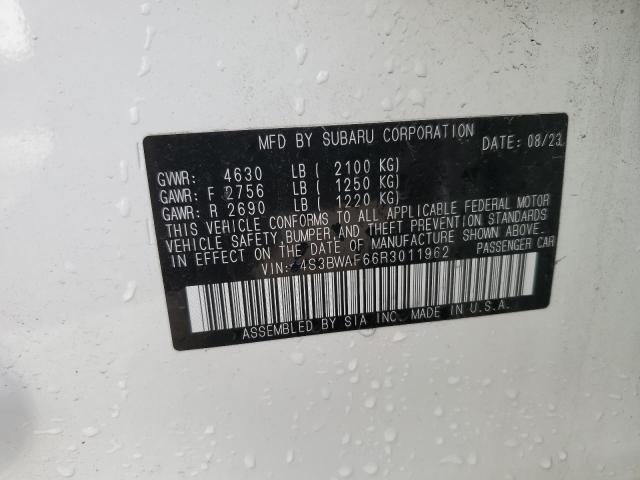 MFD BY SUBARU CORPORATION DATE: 08/23
GVWR: 4630 LB ( 2100 KG)
GAWR: F 2756 LB ( 1250 KG)
GAWR: R 2690 LB ( 1220 KG)
THIS VEHICLE CONFORMS TO ALL APPLICABLE FEDERAL MOTOR
VEHICLE SAFETY, BUMPER, AND THEFT PREVENTION STANDARDS
IN EFFECT ON THE DATE OF MANUFACTURE SHOWN ABOVE.
VIN: 4S3BWAF66R3011962 PASSENGER CAR
ASSEMBLED BY SIA INC. MADE IN U.S.A.